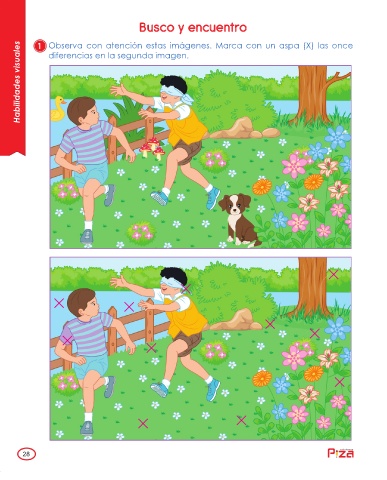 Busco y encuentro
Habilidades visuales
1 Observa con atención estas imágenes. Marca con un aspa (X) las once
diferencias en la segunda imagen.
28
Piza